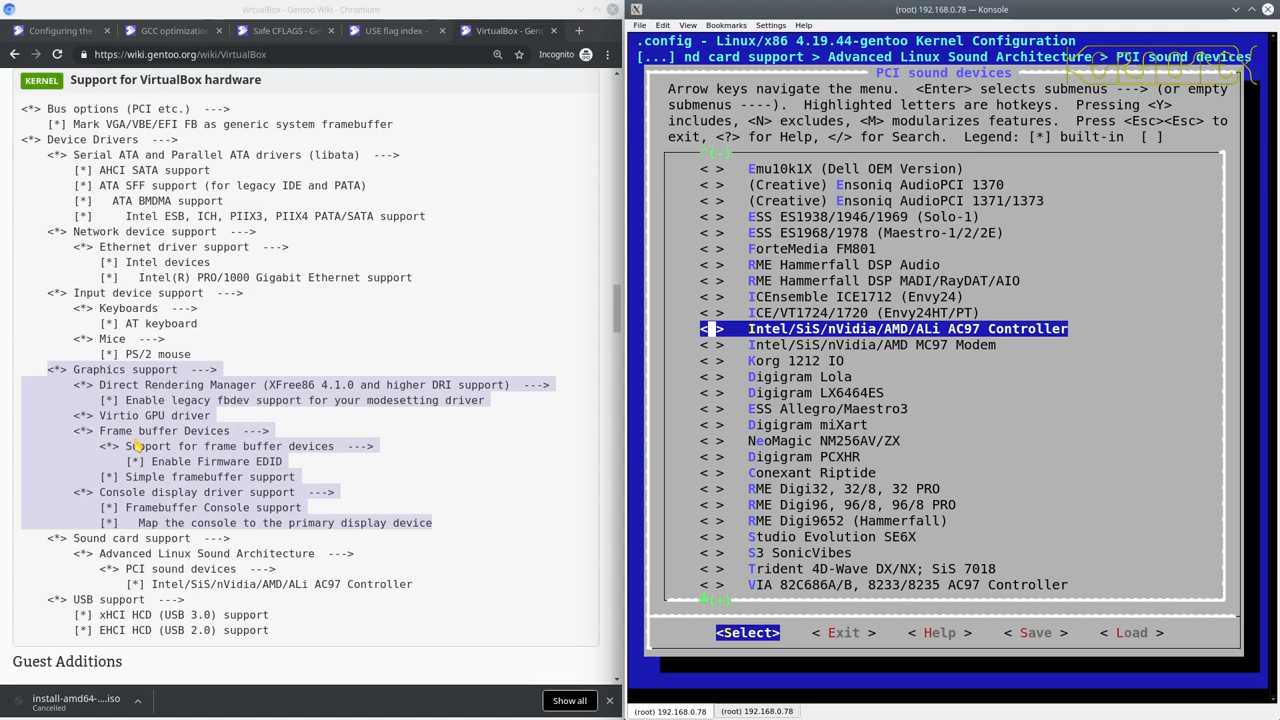 VirtualBox - Gentoo Wiki - Chromium
Configuring the
GCC optimization
Safe CFLAGS - G
USE flag index –
VirtualBox - Gent
https://wiki.gentoo.org/wiki/VirtualBox
Incognito
KERNEL Support for VirtualBox hardware
<*> Bus options (PCI etc.) --->
[*] Mark VGA/VBE/EFI FB as generic system framebuffer
<*> Device Drivers --->
<*> Serial ATA and Parallel ATA drivers (libata) --->
[*] AHCI SATA support
[*] ATA SFF support (for legacy IDE and PATA)
[*] ATA BMDMA support
[*] Intel ESB, ICH, PIIX3, PIIX4 PATA/SATA support
<*> Network device support --->
<*> Ethernet driver support --->
[*] Intel devices
[*] Intel(R) PRO/1000 Gigabit Ethernet support
<*> Input device support --->
<*> Keyboards --->
[*] AT keyboard
<*> Mice --->
[*] PS/2 mouse
<*> Graphics support --->
<*> Direct Rendering Manager (XFree86 4.1.0 and higher DRI support) --->
[*] Enable legacy fbdev support for your modesetting driver
<*> Virtio GPU driver
<*> Frame buffer Devices --->
<*> Support for frame buffer devices --->
[*] Enable Firmware EDID
[*] Simple framebuffer support
<*> Console display driver support --->
[*] Framebuffer Console support
[*] Map the console to the primary display device
<*> Sound card support --->
<*> Advanced Linux Sound Architecture --->
<*> PCI sound devices --->
[*] Intel/SiS/nVidia/AMD/ALi AC97 Controller
<*> USB support --->
[*] xHCI HCD (USB 3.0) support
[*] EHCI HCD (USB 2.0) support
Guest Additions
install-amd64-....iso
Cancelled
Show all
(root) 192.168.0.78 — Konsole
File Edit View Bookmarks Settings Help
.config - Linux/x86 4.19.44-gentoo Kernel Configuration
[...] nd card support > Advanced Linux Sound Architecture > PCI sound devices
PCI sound devices
Arrow keys navigate the menu. <Enter> selects submenus ---> (or empty
submenus ----). Highlighted letters are hotkeys. Pressing <Y>
includes, <N> excludes, <M> modularizes features. Press <Esc><Esc> to
exit, <?> for Help, </> for Search. Legend: [*] built-in [ ]
^(-)
< > Emu10k1X (Dell OEM Version)
< > (Creative) Ensoniq AudioPCI 1370
< > (Creative) Ensoniq AudioPCI 1371/1373
< > ESS ES1938/1946/1969 (Solo-1)
< > ESS ES1968/1978 (Maestro-1/2/2E)
< > ForteMedia FM801
< > RME Hammerfall DSP Audio
< > RME Hammerfall DSP MADI/RayDAT/AIO
< > ICEnsemble ICE1712 (Envy24)
< > ICE/VT1724/1720 (Envy24HT/PT)
< > Intel/SiS/nVidia/AMD/ALi AC97 Controller
< > Intel/SiS/nVidia/AMD MC97 Modem
< > Korg 1212 IO
< > Digigram Lola
< > Digigram LX6464ES
< > ESS Allegro/Maestro3
< > Digigram miXart
< > NeoMagic NM256AV/ZX
< > Digigram PCXHR
< > Conexant Riptide
< > RME Digi32, 32/8, 32 PRO
< > RME Digi96, 96/8, 96/8 PRO
< > RME Digi9652 (Hammerfall)
< > Studio Evolution SE6X
< > S3 SonicVibes
< > Trident 4D-Wave DX/NX; SiS 7018
< > VIA 82C686A/B, 8233/8235 AC97 Controller
<Select> < Exit > < Help > < Save > < Load >
(root) 192.168.0.78 (root) 192.168.0.78